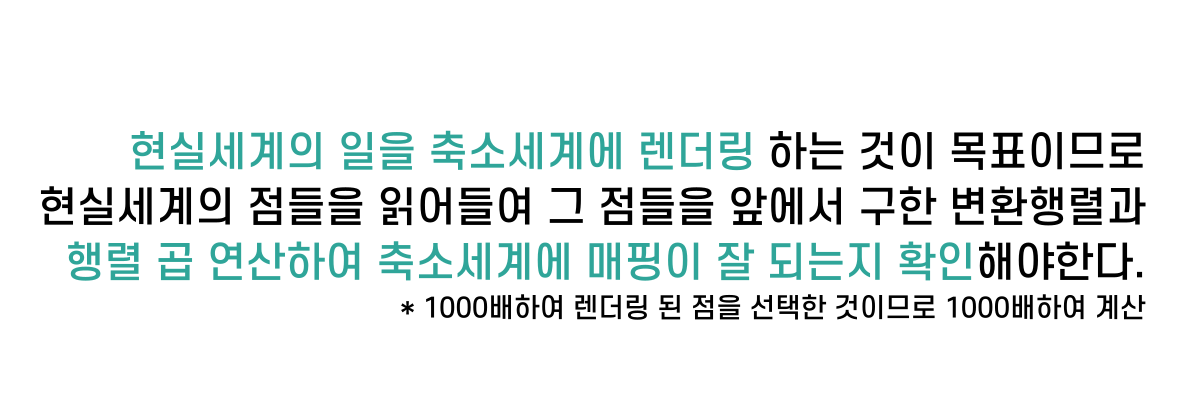 현실세계의 일을 축소세계에 렌더링 하는 것이 목표이므로
현실세계의 점들을 읽어들여 그 점들을 앞에서 구한 변환행렬과
행렬 곱 연산하여 축소세계에 매핑이 잘 되는지 확인해야한다.
* 1000배하여 렌더링 된 점을 선택한 것이므로 1000배하여 계산